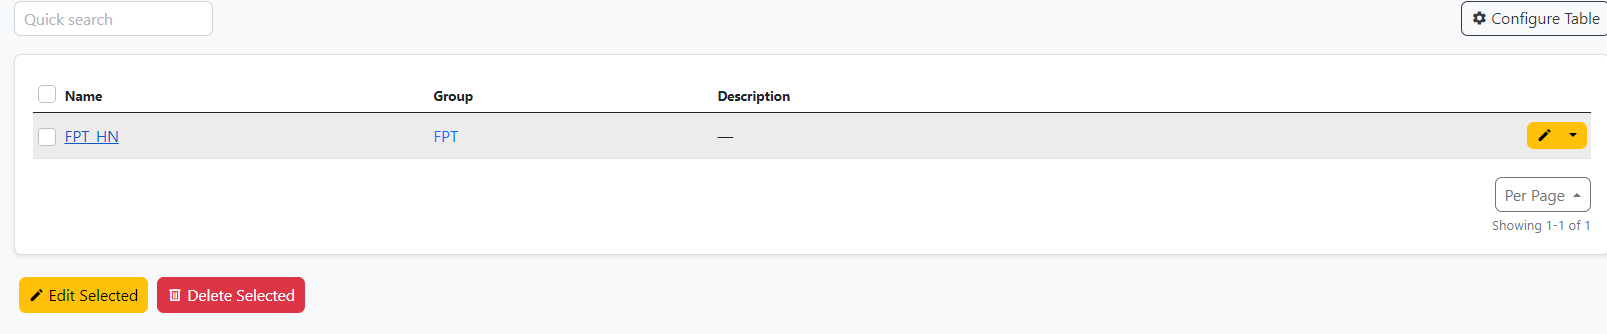 Quick search
Configure Table
Name Group Description
FPT_HN FPT —
Per Page
Showing 1-1 of 1
Edit Selected Delete Selected